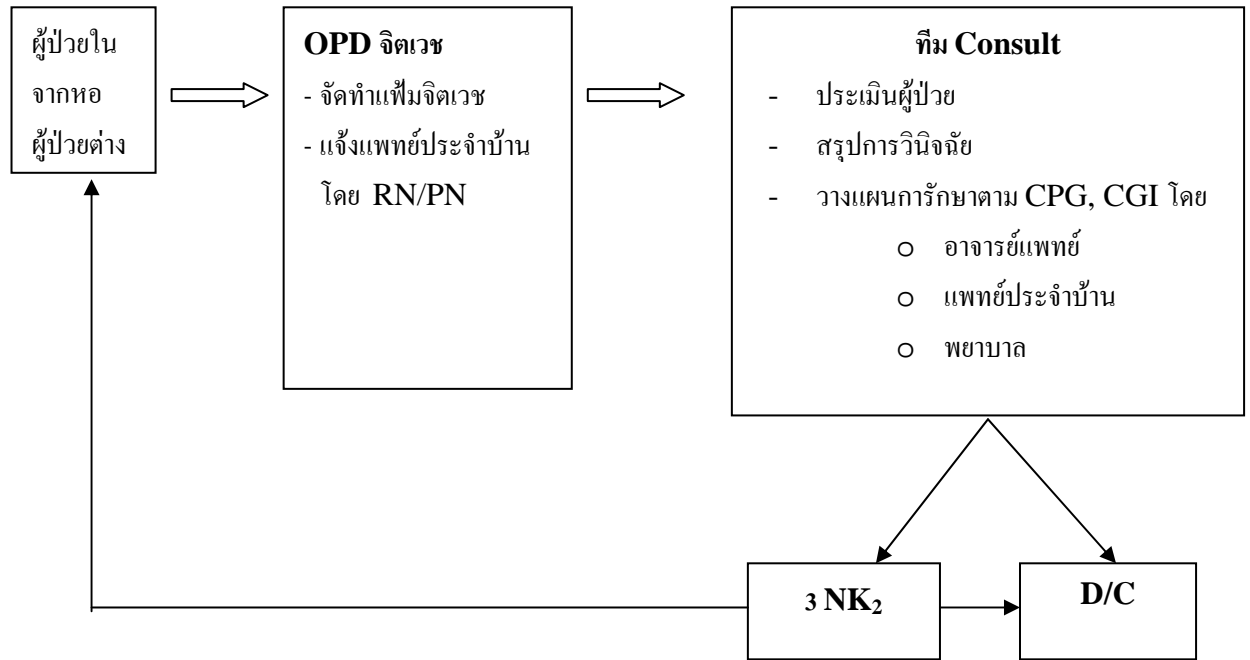 ผู้ป่วยใน
จากหอ
ผู้ป่วยต่าง
OPD จิตเวช
- จัดทำแฟ้มจิตเวช
- แจ้งแพทย์ประจำบ้าน
โดย RN/PN
ทีม Consult
- ประเมินผู้ป่วย
- สรุปการวินิจฉัย
- วางแผนการรักษาตาม CPG, CGI โดย
o อาจารย์แพทย์
o แพทย์ประจำบ้าน
o พยาบาล
3 NK₂
D/C